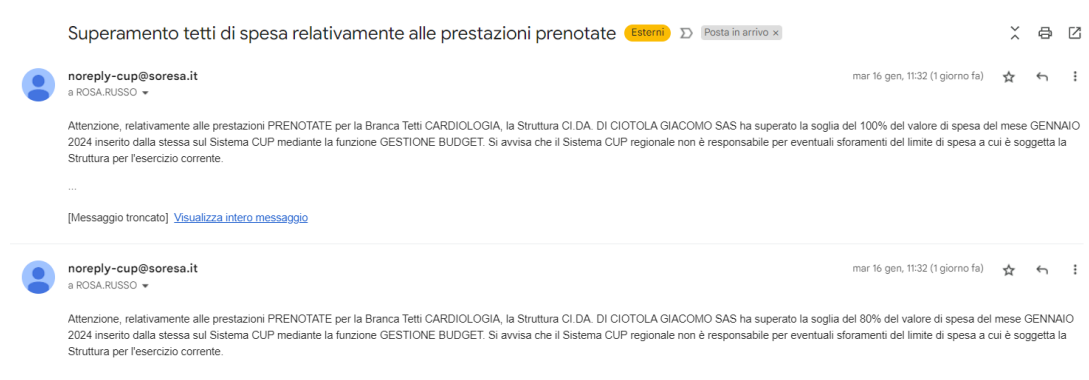 Superamento tetti di spesa relativamente alle prestazioni prenotate Esterni Posta in arrivo ×
noreply-cup@soresa.it mar 16 gen, 11:32 (1 giorno fa)
a ROSA.RUSSO
Attenzione, relativamente alle prestazioni PRENOTATE per la Branca Tetti CARDIOLOGIA, la Struttura CI.DA. DI CIOTOLA GIACOMO SAS ha superato la soglia del 100% del valore di spesa del mese GENNAIO
2024 inserito dalla stessa sul Sistema CUP mediante la funzione GESTIONE BUDGET. Si avvisa che il Sistema CUP regionale non è responsabile per eventuali sforamenti del limite di spesa a cui è soggetta la
Struttura per l'esercizio corrente.
...
[Messaggio troncato] Visualizza intero messaggio
noreply-cup@soresa.it mar 16 gen, 11:32 (1 giorno fa)
a ROSA.RUSSO
Attenzione, relativamente alle prestazioni PRENOTATE per la Branca Tetti CARDIOLOGIA, la Struttura CI.DA. DI CIOTOLA GIACOMO SAS ha superato la soglia del 80% del valore di spesa del mese GENNAIO
2024 inserito dalla stessa sul Sistema CUP mediante la funzione GESTIONE BUDGET. Si avvisa che il Sistema CUP regionale non è responsabile per eventuali sforamenti del limite di spesa a cui è soggetta la
Struttura per l'esercizio corrente.